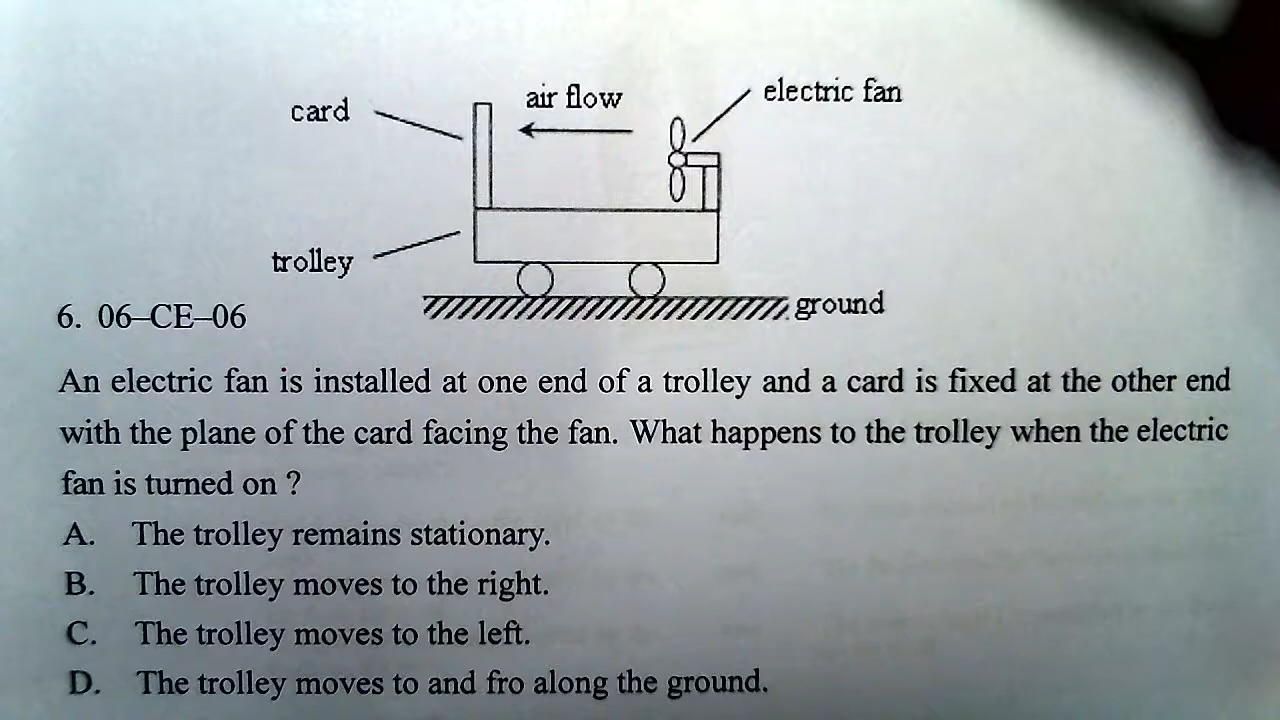 card
air flow
electric fan
trolley
ground
6. 06–CE–06
An electric fan is installed at one end of a trolley and a card is fixed at the other end
with the plane of the card facing the fan. What happens to the trolley when the electric
fan is turned on ?
A. The trolley remains stationary.
B. The trolley moves to the right.
C. The trolley moves to the left.
D. The trolley moves to and fro along the ground.